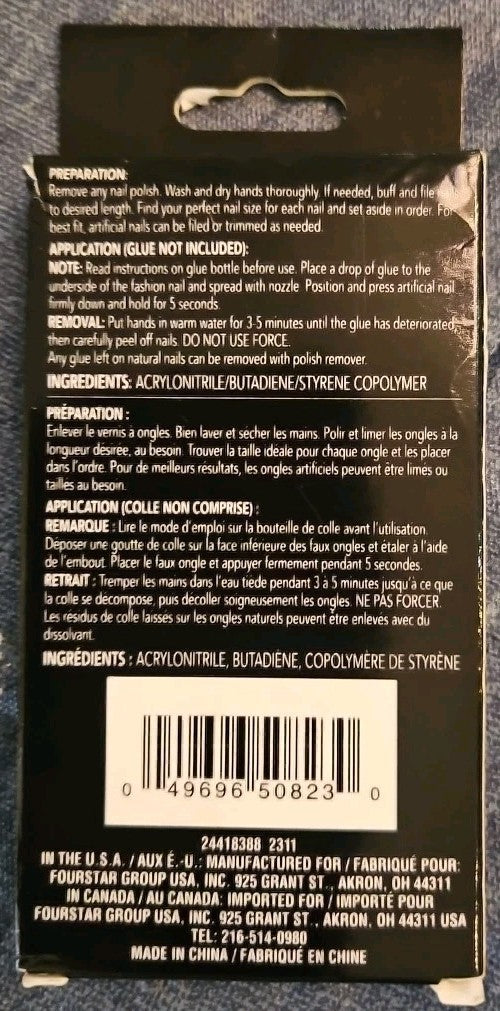 PREPARATION:
Remove any nail polish. Wash and dry hands thoroughly. If needed, buff and file
to desired length. Find your perfect nail size for each nail and set aside in order. For
best fit, artificial nails can be filed or trimmed as needed.
APPLICATION (GLUE NOT INCLUDED):
NOTE: Read instructions on glue bottle before use. Place a drop of glue to the
underside of the fashion nail and spread with nozzle. Position and press artificial nail
firmly down and hold for 5 seconds.
REMOVAL: Put hands in warm water for 3-5 minutes until the glue has deteriorated,
then carefully peel off nails. DO NOT USE FORCE.
Any glue left on natural nails can be removed with polish remover.
INGREDIENTS: ACRYLONITRILE/BUTADIENE/STYRENE COPOLYMER
PRÉPARATION :
Enlever le vernis à ongles. Bien laver et sécher les mains. Polir et limer les ongles à la
longueur désirée, au besoin. Trouver la taille idéale pour chaque ongle et les placer
dans l'ordre. Pour de meilleurs résultats, les ongles artificiels peuvent être limés ou
taillés au besoin.
APPLICATION (COLLE NON COMPRISE) :
REMARQUE : Lire le mode d'emploi sur la bouteille de colle avant l'utilisation.
Déposer une goutte de colle sur la face inférieure des faux ongles et étaler à l'aide
de l'embout. Placer le faux ongle et appuyer fermement pendant 5 secondes.
RETRAIT : Tremper les mains dans l'eau tiède pendant 3 à 5 minutes jusqu'à ce que
la colle se décompose, puis décoller soigneusement les ongles. NE PAS FORCER.
Les résidus de colle laissés sur les ongles naturels peuvent être enlevés avec du
dissolvant.
INGRÉDIENTS : ACRYLONITRILE, BUTADIÈNE, COPOLYMÈRE DE STYRÈNE
0 49696 50823 0
24418388 2311
IN THE U.S.A. / AUX É.-U.: MANUFACTURED FOR / FABRIQUÉ POUR:
FOURSTAR GROUP USA, INC. 925 GRANT ST., AKRON, OH 44311
IN CANADA / AU CANADA: IMPORTED FOR / IMPORTÉ POUR
FOURSTAR GROUP USA, INC. 925 GRANT ST., AKRON, OH 44311 USA
TEL: 216-514-0980
MADE IN CHINA / FABRIQUÉ EN CHINE